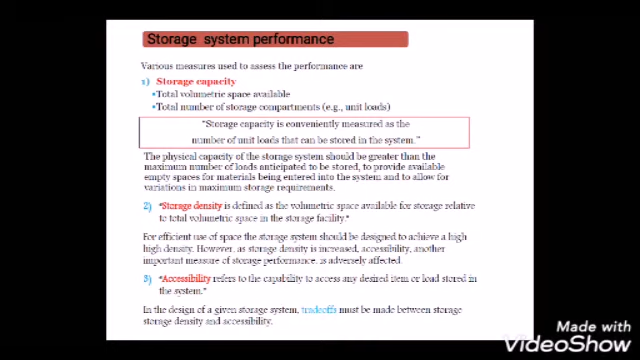 Storage system performance
Various measures used to assess the performance are
1) Storage capacity
•Total volumetric space available
•Total number of storage compartments (e.g., unit loads)
"Storage capacity is conveniently measured as the
number of unit loads that can be stored in the system."
The physical capacity of the storage system should be greater than the
maximum number of loads anticipated to be stored, to provide available
empty spaces for materials being entered into the system and to allow for
variations in maximum storage requirements.
2) "Storage density is defined as the volumetric space available for storage relative
to total volumetric space in the storage facility."
For efficient use of space the storage system should be designed to achieve a high
high density. However, as storage density is increased, accessibility, another
important measure of storage performance, is adversely affected.
3) "Accessibility refers to the capability to access any desired item or load stored in
the system."
In the design of a given storage system, tradeoffs must be made between storage
storage density and accessibility.
Made with
VideoShow